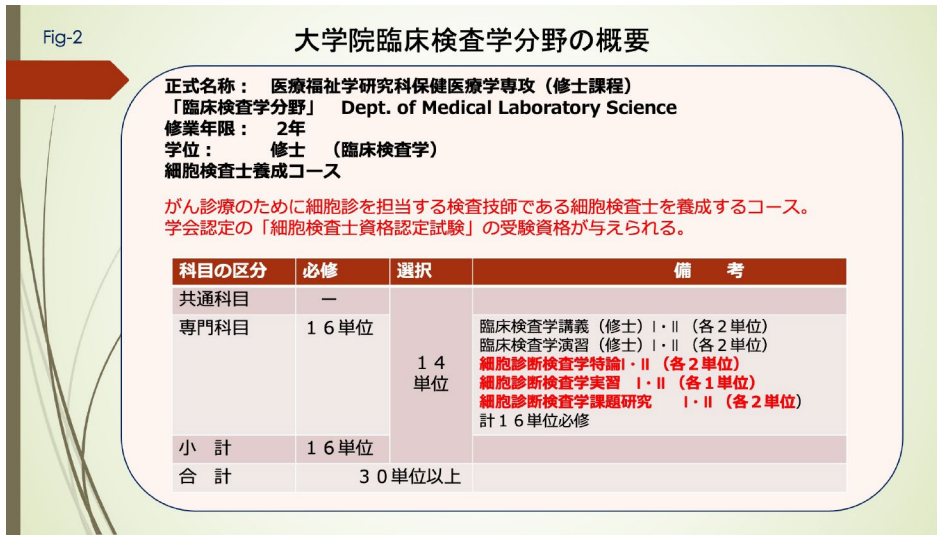 Fig-2
大学院臨床検査学分野の概要
正式名称： 医療福祉学研究科保健医療学専攻（修士課程）
「臨床検査学分野」 Dept. of Medical Laboratory Science
修業年限： 2年
学位： 修士 （臨床検査学）
細胞検査士養成コース
がん診療のために細胞診を担当する検査技師である細胞検査士を養成するコース。
学会認定の「細胞検査士資格認定試験」の受験資格が与えられる。
科目の区分 必修 選択 備 考
共通科目 ー
専門科目 １６単位
１４
単位
臨床検査学講義（修士）Ⅰ・Ⅱ（各２単位）
臨床検査学演習（修士）Ⅰ・Ⅱ（各２単位）
細胞診断検査学特論Ⅰ・Ⅱ（各２単位）
細胞診断検査学実習 Ⅰ・Ⅱ（各１単位）
細胞診断検査学課題研究 Ⅰ・Ⅱ（各２単位）
計１６単位必修
小 計 １６単位
合 計 ３０単位以上